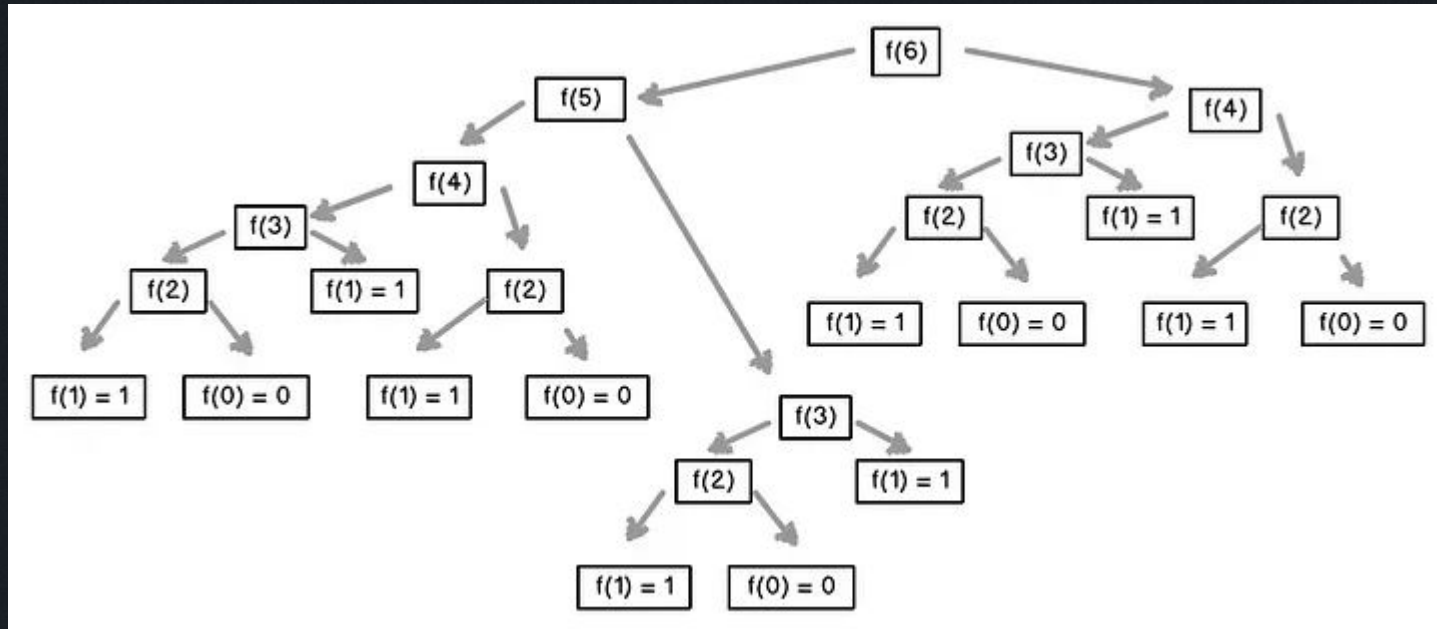 f(6)
f(5)
f(4)
f(3)
f(4)
f(3)
f(2)
f(1) = 1
f(2)
f(2)
f(1) = 1
f(2)
f(1) = 1
f(0) = 0
f(1) = 1
f(0) = 0
f(1) = 1
f(0) = 0
f(1) = 1
f(0) = 0
f(3)
f(2)
f(1) = 1
f(1) = 1
f(0) = 0